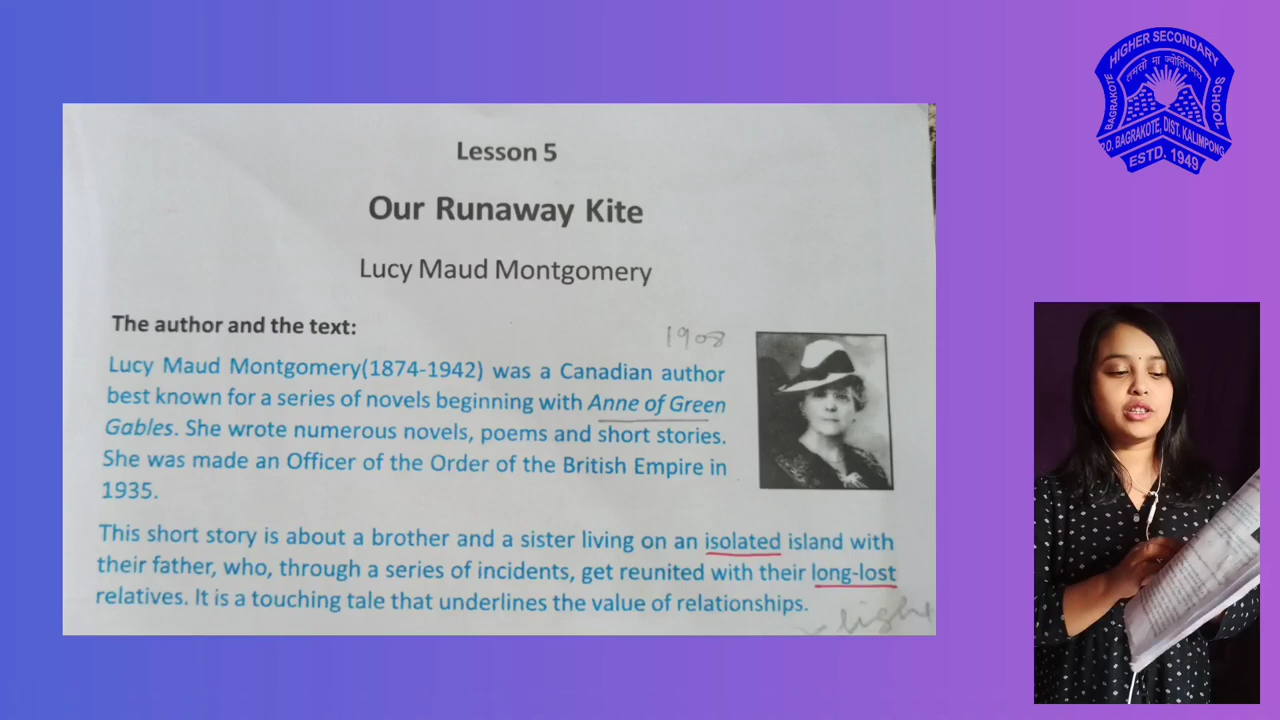 Lesson 5
Our Runaway Kite
Lucy Maud Montgomery
The author and the text:
1908
Lucy Maud Montgomery(1874-1942) was a Canadian author
best known for a series of novels beginning with Anne of Green
Gables. She wrote numerous novels, poems and short stories.
She was made an Officer of the Order of the British Empire in
1935.
This short story is about a brother and a sister living on an isolated island with
their father, who, through a series of incidents, get reunited with their long-lost
relatives. It is a touching tale that underlines the value of relationships.
HIGHER SECONDARY
BAGRAKOTE
SCHOOL
तमसो मा ज्योतिर्गमय
P.O. BAGRAKOTE, DIST. KALIMPONG
ESTD. 1949